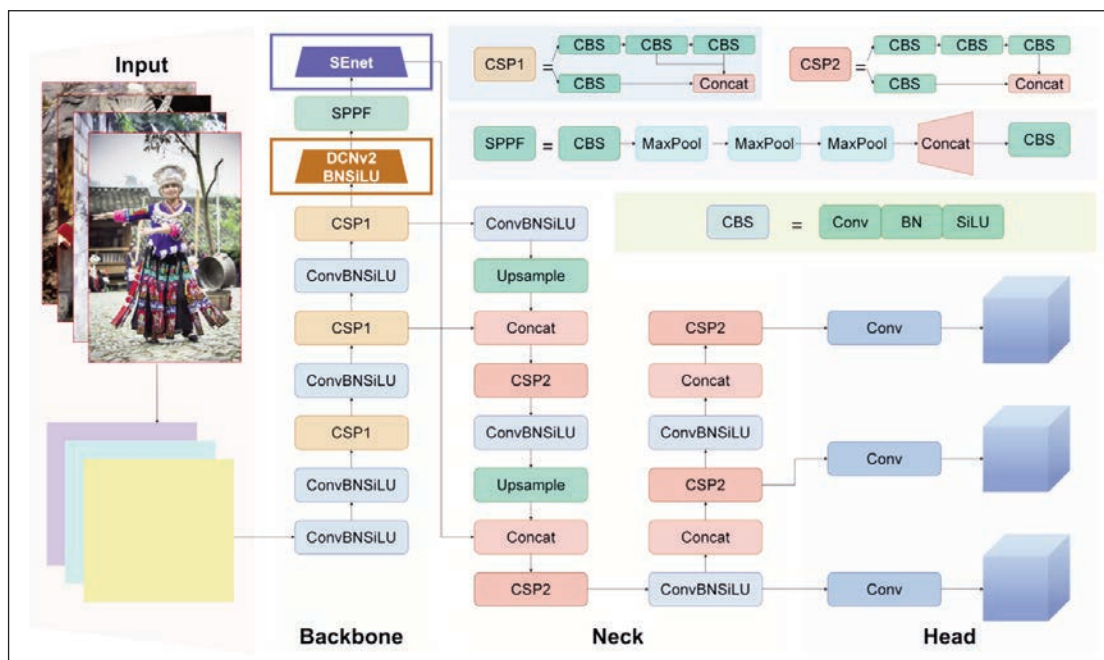 Input
SEnet
SPPF
DCNv2
BNSiLU
CSP1
ConvBNSiLU
CSP1
ConvBNSiLU
CSP1
ConvBNSiLU
ConvBNSiLU
Backbone
CSP1
=
CBS
CBS
CBS
CBS
Concat
CSP2
=
CBS
CBS
CBS
CBS
Concat
SPPF
=
CBS
MaxPool
MaxPool
MaxPool
Concat
CBS
CBS
=
Conv
BN
SiLU
ConvBNSiLU
Upsample
Concat
CSP2
ConvBNSiLU
Upsample
Concat
CSP2
CSP2
Concat
ConvBNSiLU
CSP2
Concat
ConvBNSiLU
Neck
Conv
Conv
Conv
Head